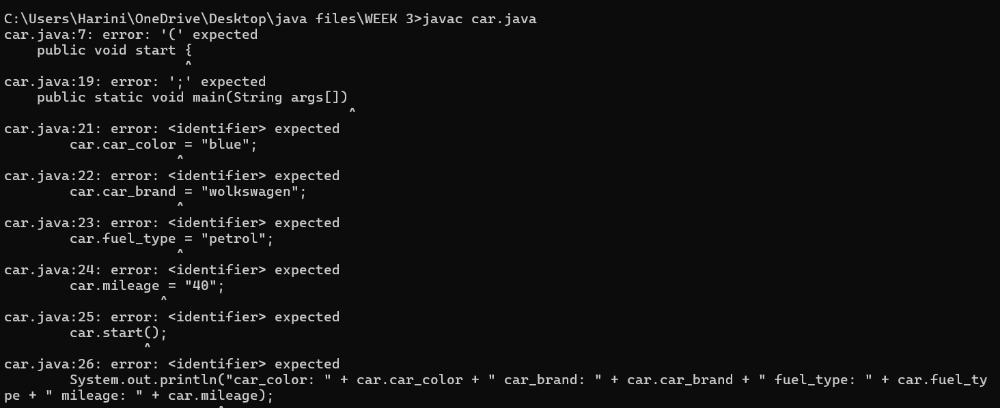 C:\Users\Harini\OneDrive\Desktop\java files\WEEK 3>javac car.java
car.java:7: error: '(' expected
    public void start {
                      ^
car.java:19: error: ';' expected
    public static void main(String args[])
                                          ^
car.java:21: error: <identifier> expected
        car.car_color = "blue";
                     ^
car.java:22: error: <identifier> expected
        car.car_brand = "wolkswagen";
                     ^
car.java:23: error: <identifier> expected
        car.fuel_type = "petrol";
                     ^
car.java:24: error: <identifier> expected
        car.mileage = "40";
                   ^
car.java:25: error: <identifier> expected
        car.start();
                 ^
car.java:26: error: <identifier> expected
        System.out.println("car_color: " + car.car_color + " car_brand: " + car.car_brand + " fuel_type: " + car.fuel_ty
pe + " mileage: " + car.mileage);
                          ^